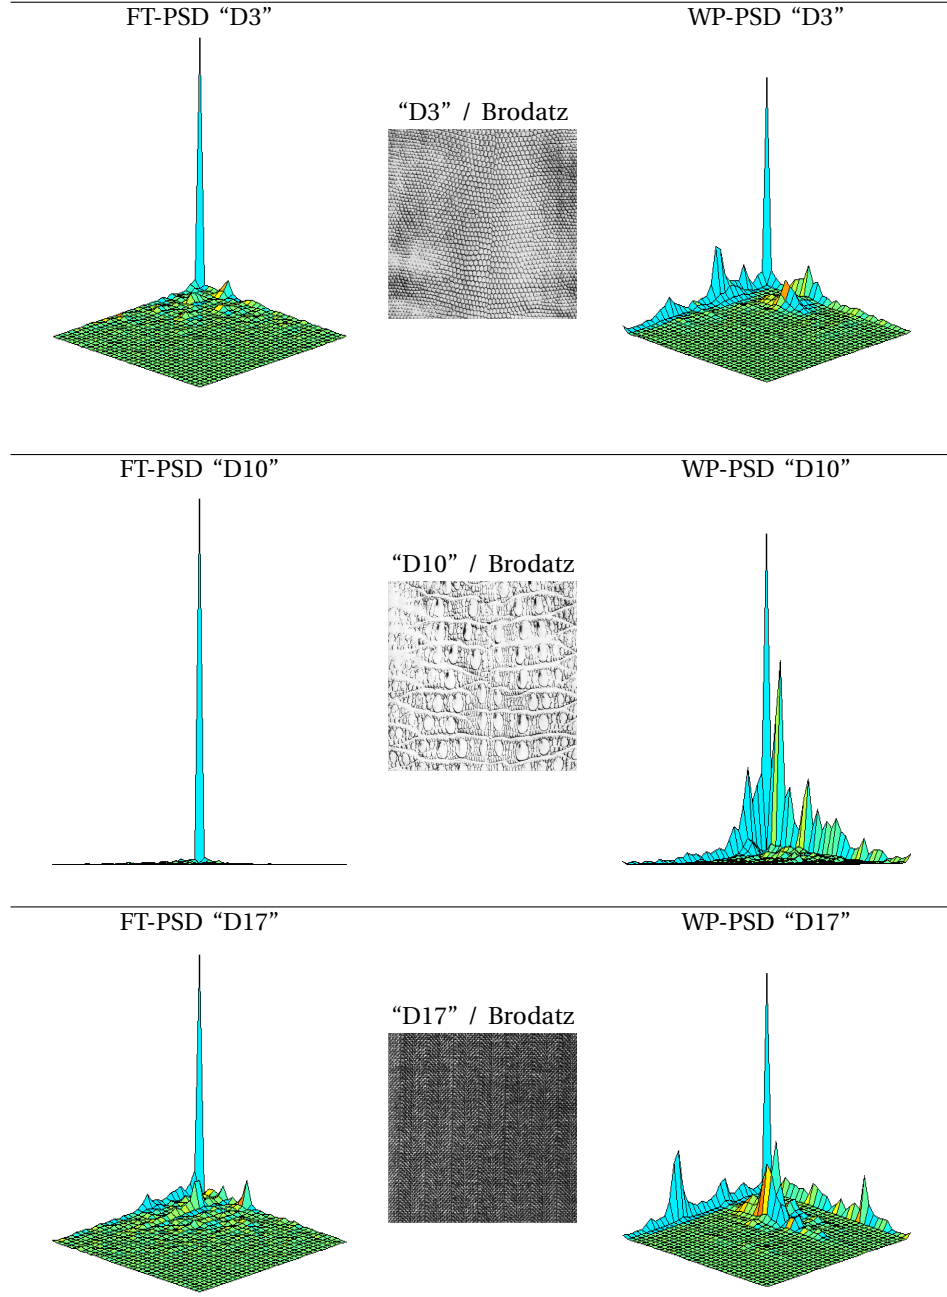 FT-PSD “D3”
WP-PSD “D3”
“D3” / Brodatz
FT-PSD “D10”
WP-PSD “D10”
“D10” / Brodatz
FT-PSD “D17”
WP-PSD “D17”
“D17” / Brodatz